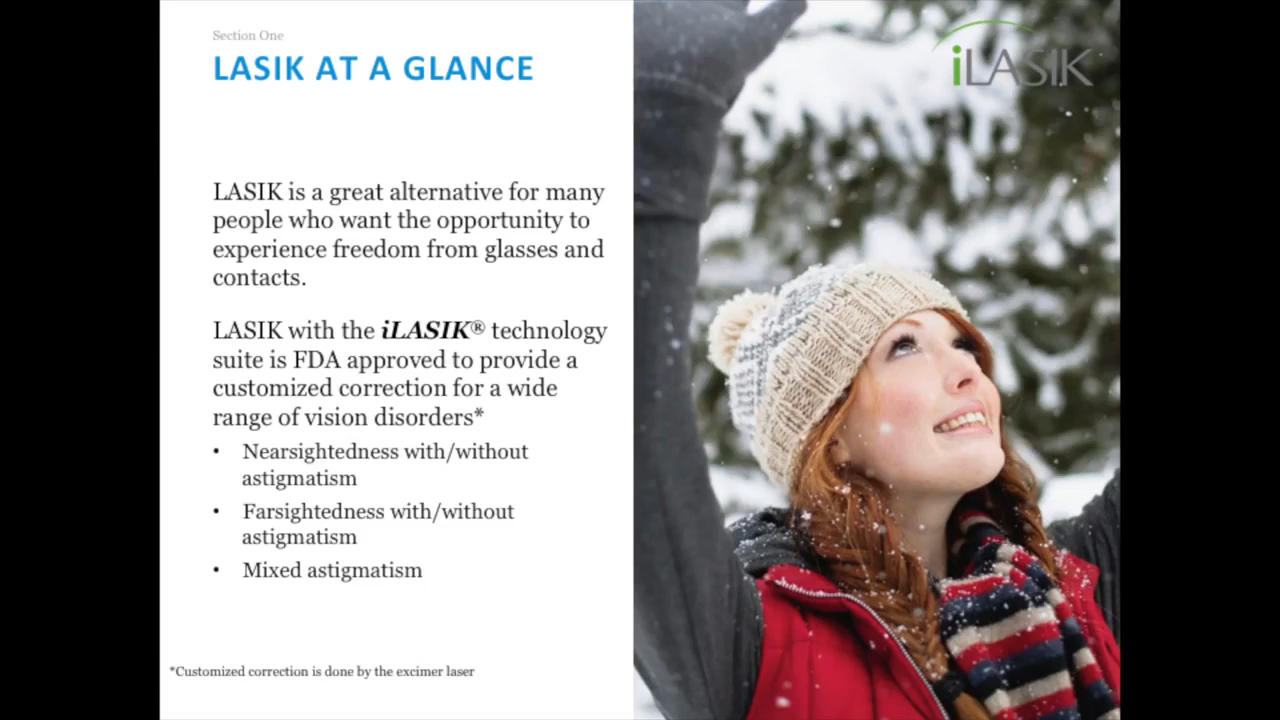 Section One
LASIK AT A GLANCE
iLASIK
LASIK is a great alternative for many
people who want the opportunity to
experience freedom from glasses and
contacts.
LASIK with the iLASIK® technology
suite is FDA approved to provide a
customized correction for a wide
range of vision disorders*
• Nearsightedness with/without
astigmatism
• Farsightedness with/without
astigmatism
• Mixed astigmatism
*Customized correction is done by the excimer laser